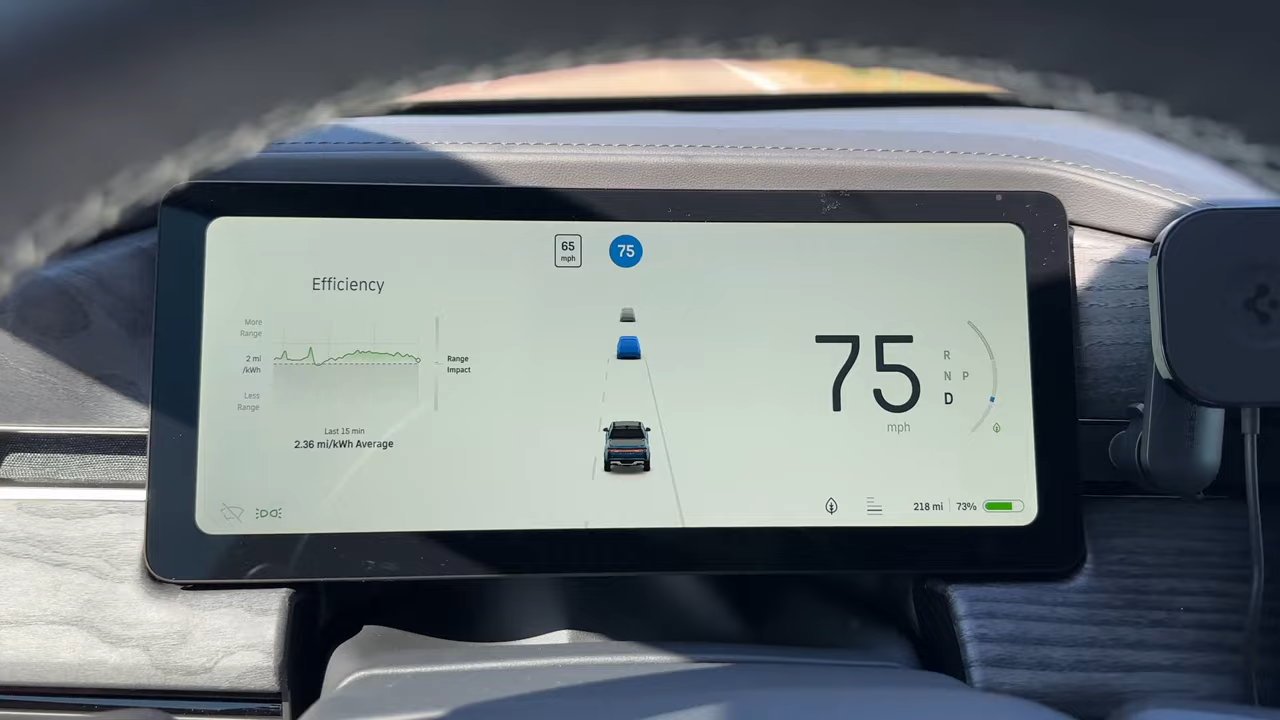 65
mph
75
Efficiency
More
Range
2 mi
/kWh
Less
Range
Range
Impact
Last 15 min
2.36 mi/kWh Average
75
mph
R
N P
D
218 mi
73%